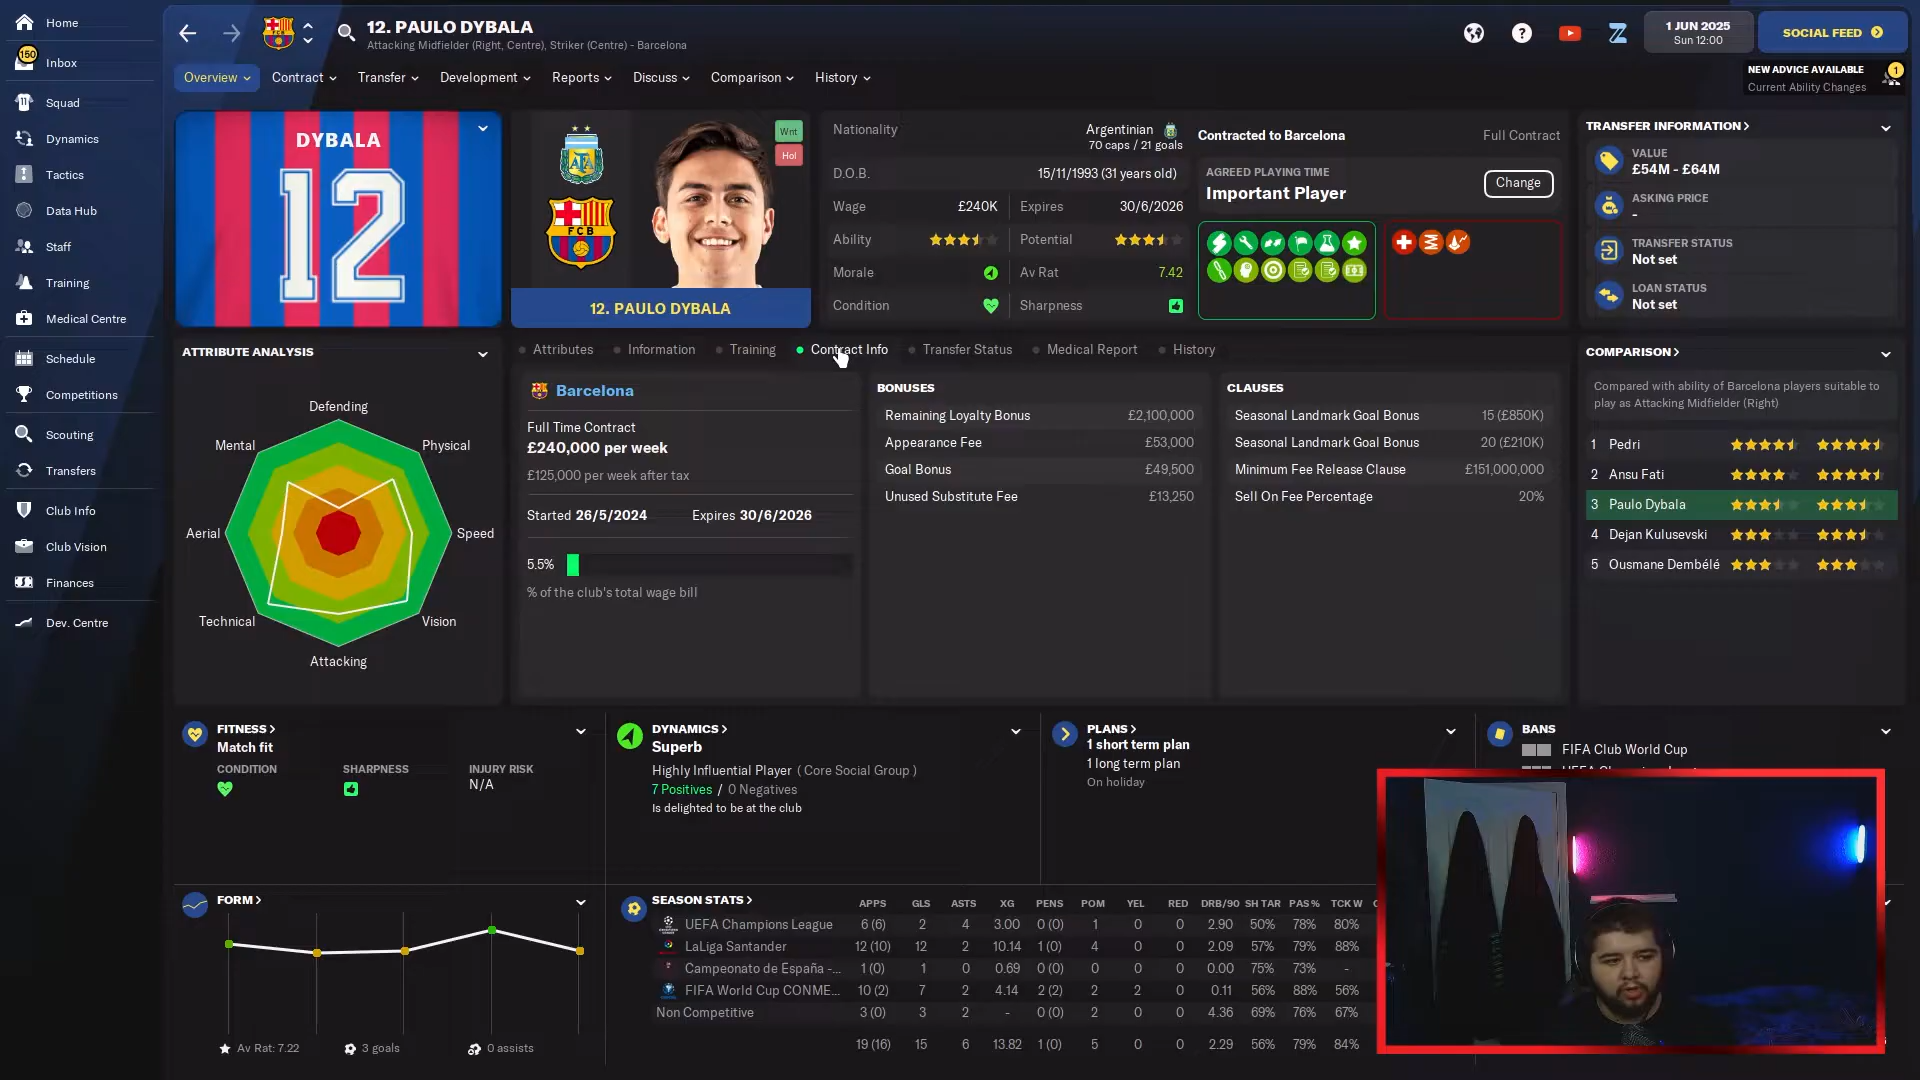 Home
150
Inbox
Squad
Dynamics
Tactics
Data Hub
Staff
Training
Medical Centre
Schedule
Competitions
Scouting
Transfers
Club Info
Club Vision
Finances
Dev. Centre
12. PAULO DYBALA
Attacking Midfielder (Right, Centre), Striker (Centre) - Barcelona
1 JUN 2025
Sun 12:00
SOCIAL FEED
Overview Contract Transfer Development Reports Discuss Comparison History
NEW ADVICE AVAILABLE
1
Current Ability Changes
DYBALA
12
FCB
Wnt
Hol
12. PAULO DYBALA
Nationality Argentinian
70 caps / 21 goals
D.O.B. 15/11/1993 (31 years old)
Wage £240K Expires 30/6/2026
Ability Potential
Morale Av Rat 7.42
Condition Sharpness
Contracted to Barcelona Full Contract
AGREED PLAYING TIME
Important Player
Change
TRANSFER INFORMATION >
VALUE
£54M - £64M
ASKING PRICE
-
TRANSFER STATUS
Not set
LOAN STATUS
Not set
ATTRIBUTE ANALYSIS
Defending
Mental Physical
Aerial Speed
Technical Vision
Attacking
Attributes Information Training Contract Info Transfer Status Medical Report History
Barcelona
Full Time Contract
£240,000 per week
£125,000 per week after tax
Started 26/5/2024 Expires 30/6/2026
5.5%
% of the club's total wage bill
BONUSES
Remaining Loyalty Bonus £2,100,000
Appearance Fee £53,000
Goal Bonus £49,500
Unused Substitute Fee £13,250
CLAUSES
Seasonal Landmark Goal Bonus 15 (£850K)
Seasonal Landmark Goal Bonus 20 (£210K)
Minimum Fee Release Clause £151,000,000
Sell On Fee Percentage 20%
COMPARISON >
Compared with ability of Barcelona players suitable to
play as Attacking Midfielder (Right)
1 Pedri
2 Ansu Fati
3 Paulo Dybala
4 Dejan Kulusevski
5 Ousmane Dembélé
FITNESS >
Match fit
CONDITION SHARPNESS INJURY RISK
N/A
DYNAMICS >
Superb
Highly Influential Player ( Core Social Group )
7 Positives / 0 Negatives
Is delighted to be at the club
PLANS >
1 short term plan
1 long term plan
On holiday
BANS
FIFA Club World Cup
FORM >
Av Rat: 7.22 3 goals 0 assists
SEASON STATS > APPS GLS ASTS XG PENS POM YEL RED DRB/90 SH TAR PAS% TCK W
UEFA Champions League 6 (6) 2 4 3.00 0 (0) 1 0 0 2.90 50% 78% 80%
LaLiga Santander 12 (10) 12 2 10.14 1 (0) 4 0 0 2.09 57% 79% 88%
Campeonato de España -... 1 (0) 1 0 0.69 0 (0) 0 0 0 0.00 75% 73% -
FIFA World Cup CONME... 10 (2) 7 2 4.14 2 (2) 2 2 0 0.11 56% 88% 56%
Non Competitive 3 (0) 3 2 - 0 (0) 2 0 0 4.36 69% 76% 67%
19 (16) 15 6 13.82 1 (0) 5 0 0 2.29 56% 79% 84%